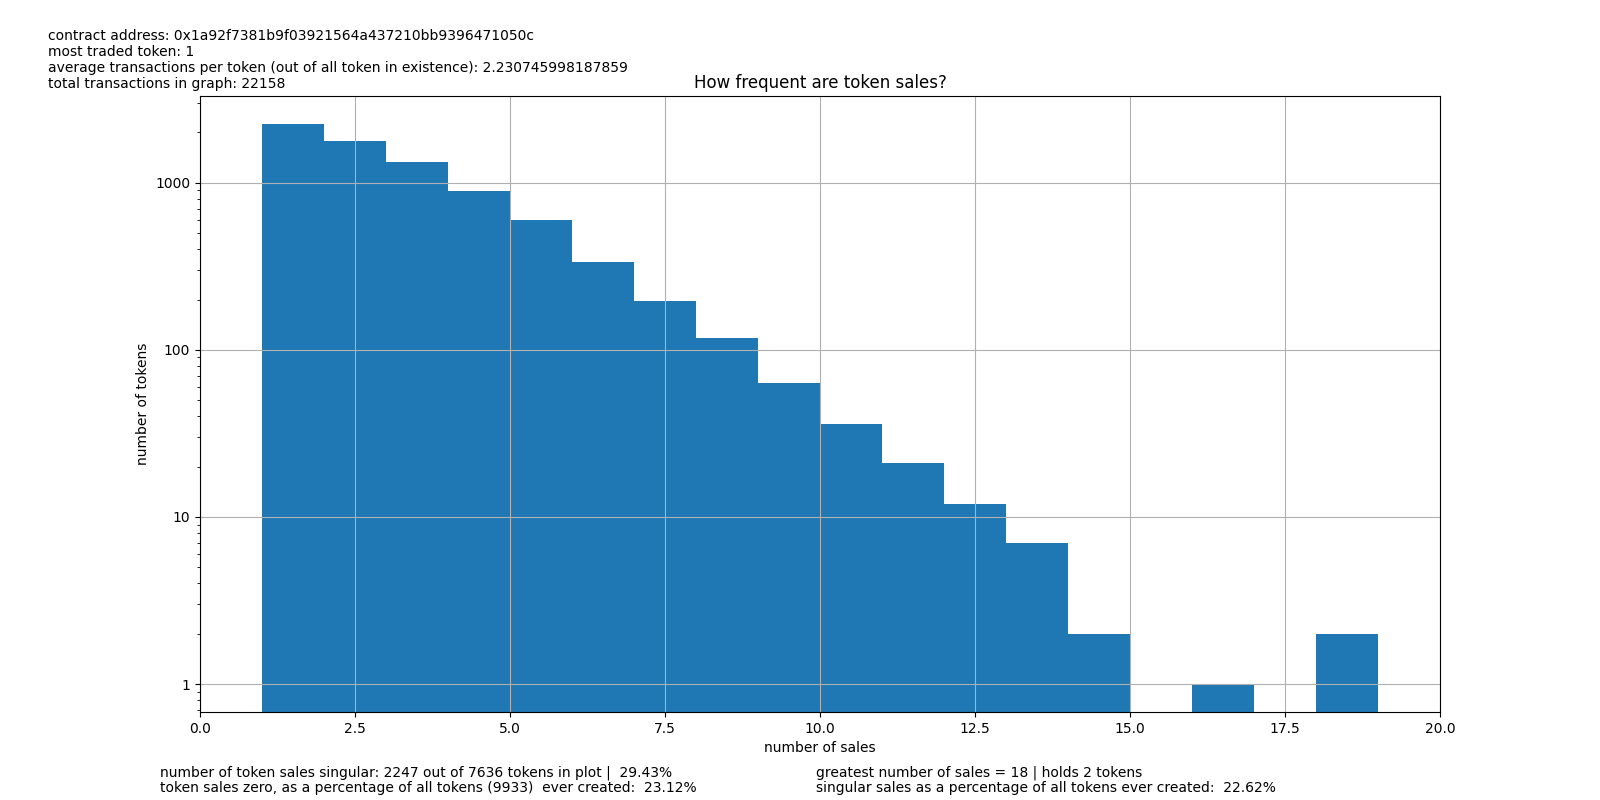 contract address: 0x1a92f7381b9f03921564a437210bb9396471050c
most traded token: 1
average transactions per token (out of all token in existence): 2.230745998187859
total transactions in graph: 22158
How frequent are token sales?
number of tokens
1000
100
10
1
0.0 2.5 5.0 7.5 10.0 12.5 15.0 17.5 20.0
number of sales
number of token sales singular: 2247 out of 7636 tokens in plot | 29.43%
token sales zero, as a percentage of all tokens (9933) ever created: 23.12%
greatest number of sales = 18 | holds 2 tokens
singular sales as a percentage of all tokens ever created: 22.62%